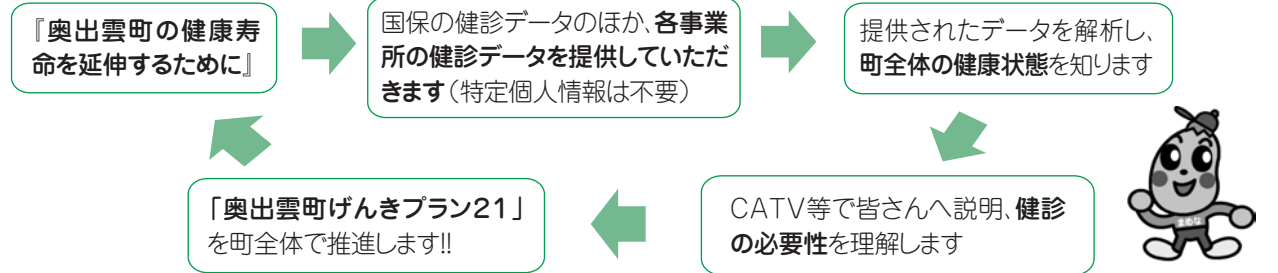 『奥出雲町の健康寿
命を延伸するために』
国保の健診データのほか、各事業
所の健診データを提供していただ
きます（特定個人情報は不要）
提供されたデータを解析し、
町全体の健康状態を知ります
CATV等で皆さんへ説明、健診
の必要性を理解します
「奥出雲町げんきプラン21」
を町全体で推進します!!
まめな